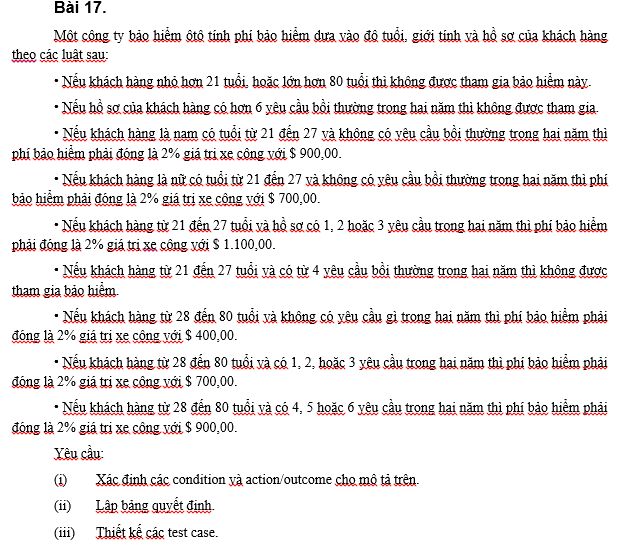 Bài 17.
Một công ty bảo hiểm ôtô tính phí bảo hiểm dựa vào độ tuổi, giới tính và hồ sơ của khách hàng
theo các luật sau:
• Nếu khách hàng nhỏ hơn 21 tuổi, hoặc lớn hơn 80 tuổi thì không được tham gia bảo hiểm này.
• Nếu hồ sơ của khách hàng có hơn 6 yêu cầu bồi thường trong hai năm thì không được tham gia.
• Nếu khách hàng là nam có tuổi từ 21 đến 27 và không có yêu cầu bồi thường trong hai năm thì
phí bảo hiểm phải đóng là 2% giá trị xe cộng với $ 900,00.
• Nếu khách hàng là nữ có tuổi từ 21 đến 27 và không có yêu cầu bồi thường trong hai năm thì phí
bảo hiểm phải đóng là 2% giá trị xe cộng với $ 700,00.
• Nếu khách hàng từ 21 đến 27 tuổi và hồ sơ có 1, 2 hoặc 3 yêu cầu trong hai năm thì phí bảo hiểm
phải đóng là 2% giá trị xe cộng với $ 1.100,00.
• Nếu khách hàng từ 21 đến 27 tuổi và có từ 4 yêu cầu bồi thường trong hai năm thì không được
tham gia bảo hiểm.
• Nếu khách hàng từ 28 đến 80 tuổi và không có yêu cầu gì trong hai năm thì phí bảo hiểm phải
đóng là 2% giá trị xe cộng với $ 400,00.
• Nếu khách hàng từ 28 đến 80 tuổi và có 1, 2, hoặc 3 yêu cầu trong hai năm thì phí bảo hiểm phải
đóng là 2% giá trị xe cộng với $ 700,00.
• Nếu khách hàng từ 28 đến 80 tuổi và có 4, 5 hoặc 6 yêu cầu trong hai năm thì phí bảo hiểm phải
đóng là 2% giá trị xe cộng với $ 900,00.
Yêu cầu:
(i) Xác định các condition và action/outcome cho mô tả trên.
(ii) Lập bảng quyết định.
(iii) Thiết kế các test case.